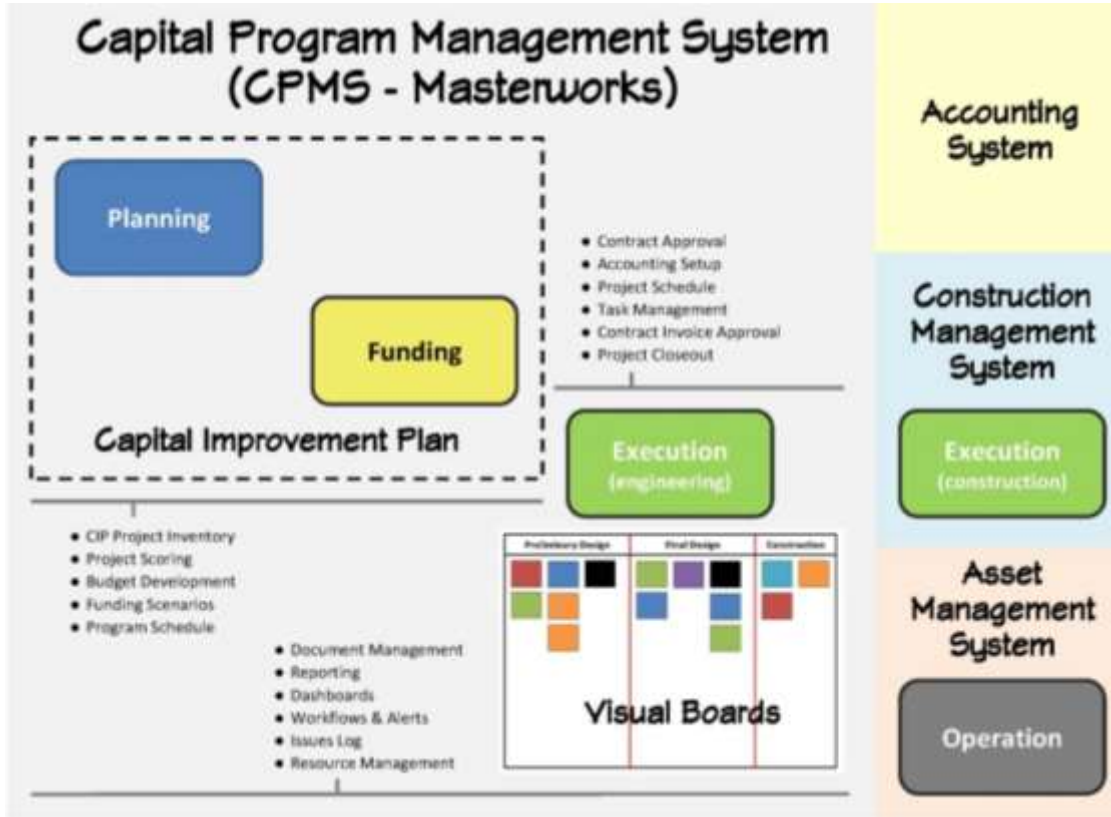 Capital Program Management System
(CPMS - Masterworks)
Planning
Funding
Capital Improvement Plan
● Contract Approval
● Accounting Setup
● Project Schedule
● Task Management
● Contract Invoice Approval
● Project Closeout
Execution
(engineering)
● CIP Project Inventory
● Project Scoring
● Budget Development
● Funding Scenarios
● Program Schedule
● Document Management
● Reporting
● Dashboards
● Workflows & Alerts
● Issues Log
● Resource Management
Preliminary Design
Final Design
Construction
Visual Boards
Accounting
System
Construction
Management
System
Execution
(construction)
Asset
Management
System
Operation